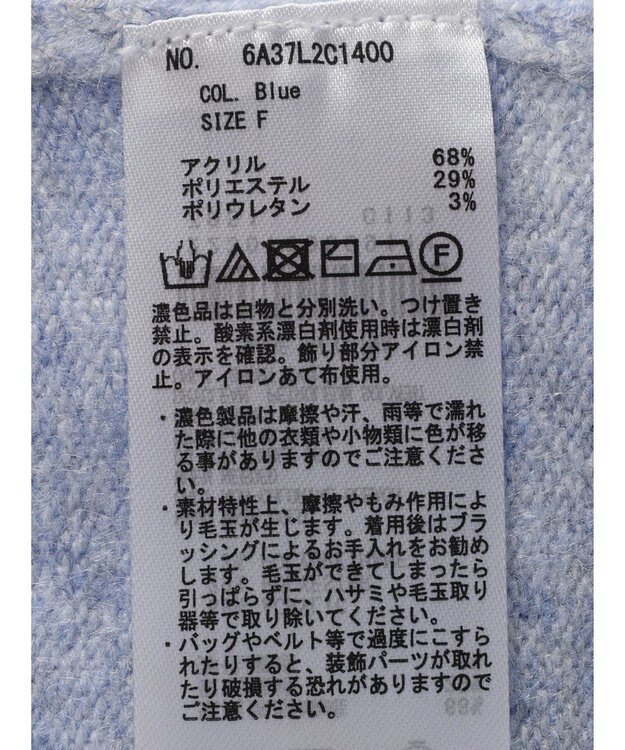 NO. 6A37L2C1400
COL. Blue
SIZE F
アクリル 68%
ポリエステル 29%
ポリウレタン 3%
F
濃色品は白物と分別洗い。つけ置き
禁止。酸素系漂白剤使用時は漂白剤
の表示を確認。飾り部分アイロン禁
止。アイロンあて布使用。
・濃色製品は摩擦や汗、雨等で濡れ
た際に他の衣類や小物類に色が移
る事がありますのでご注意くださ
い。
・素材特性上、摩擦やもみ作用によ
り毛玉が生じます。着用後はブラ
ッシングによるお手入れをお勧め
します。毛玉ができてしまったら
引っぱらずに、ハサミや毛玉取り
器等で取り除いてください。
・バッグやベルト等で過度にこすら
れたりすると、装飾パーツが取れ
たり破損する恐れがありますので
ご注意ください。